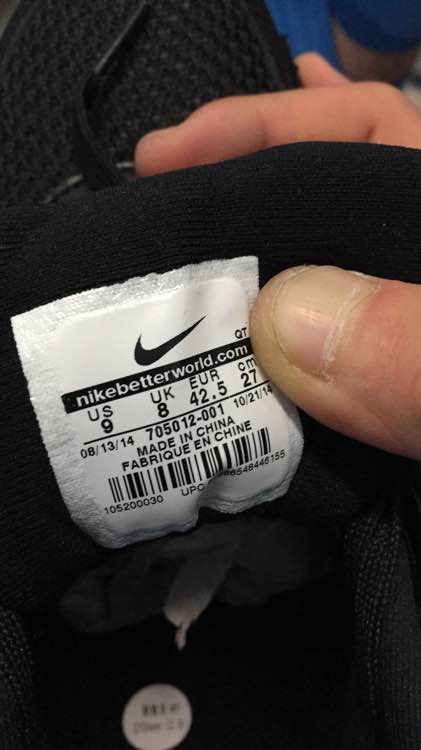 QT
nikebetterworld.com
US UK EUR cm
9 8 42.5 27
08/13/14 705012-001 10/21/14
MADE IN CHINA
FABRIQUE EN CHINE
105200030 UPC